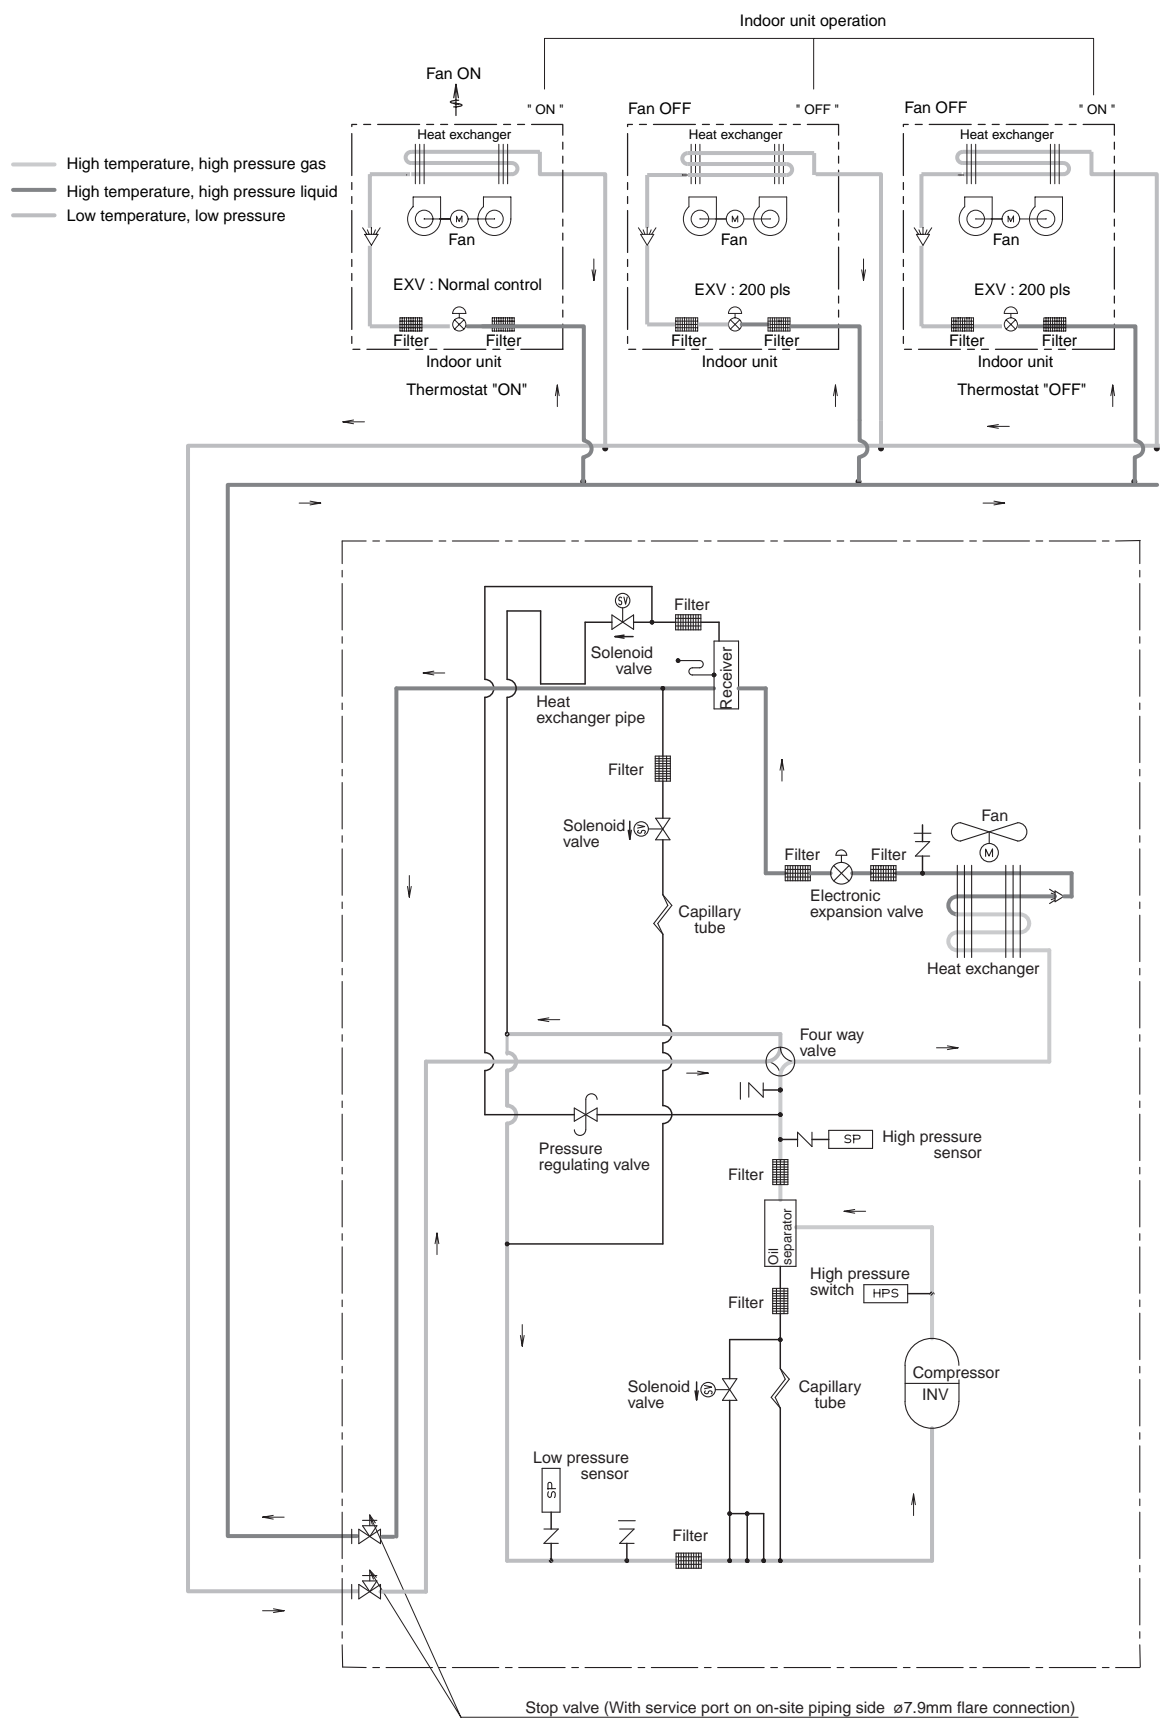 Indoor unit operation
Fan ON
" ON "
Fan OFF
" OFF "
Fan OFF
" ON "
Heat exchanger
Heat exchanger
Heat exchanger
High temperature, high pressure gas
High temperature, high pressure liquid
Low temperature, low pressure
M
M
M
Fan
Fan
Fan
EXV : Normal control
EXV : 200 pls
EXV : 200 pls
Filter
Filter
Filter
Filter
Filter
Filter
Indoor unit
Indoor unit
Indoor unit
Thermostat "ON"
Thermostat "OFF"
SV
Filter
Solenoid
valve
Receiver
Heat
exchanger pipe
Filter
Solenoid
valve
SV
Fan
M
Filter
Filter
Electronic
expansion valve
Capillary
tube
Heat exchanger
Four way
valve
Pressure
regulating valve
SP
High pressure
sensor
Filter
Oil
separator
High pressure
switch
HPS
Filter
Compressor
INV
Solenoid
valve
SV
Capillary
tube
Low pressure
sensor
SP
Filter
Stop valve (With service port on on-site piping side ø7.9mm flare connection)